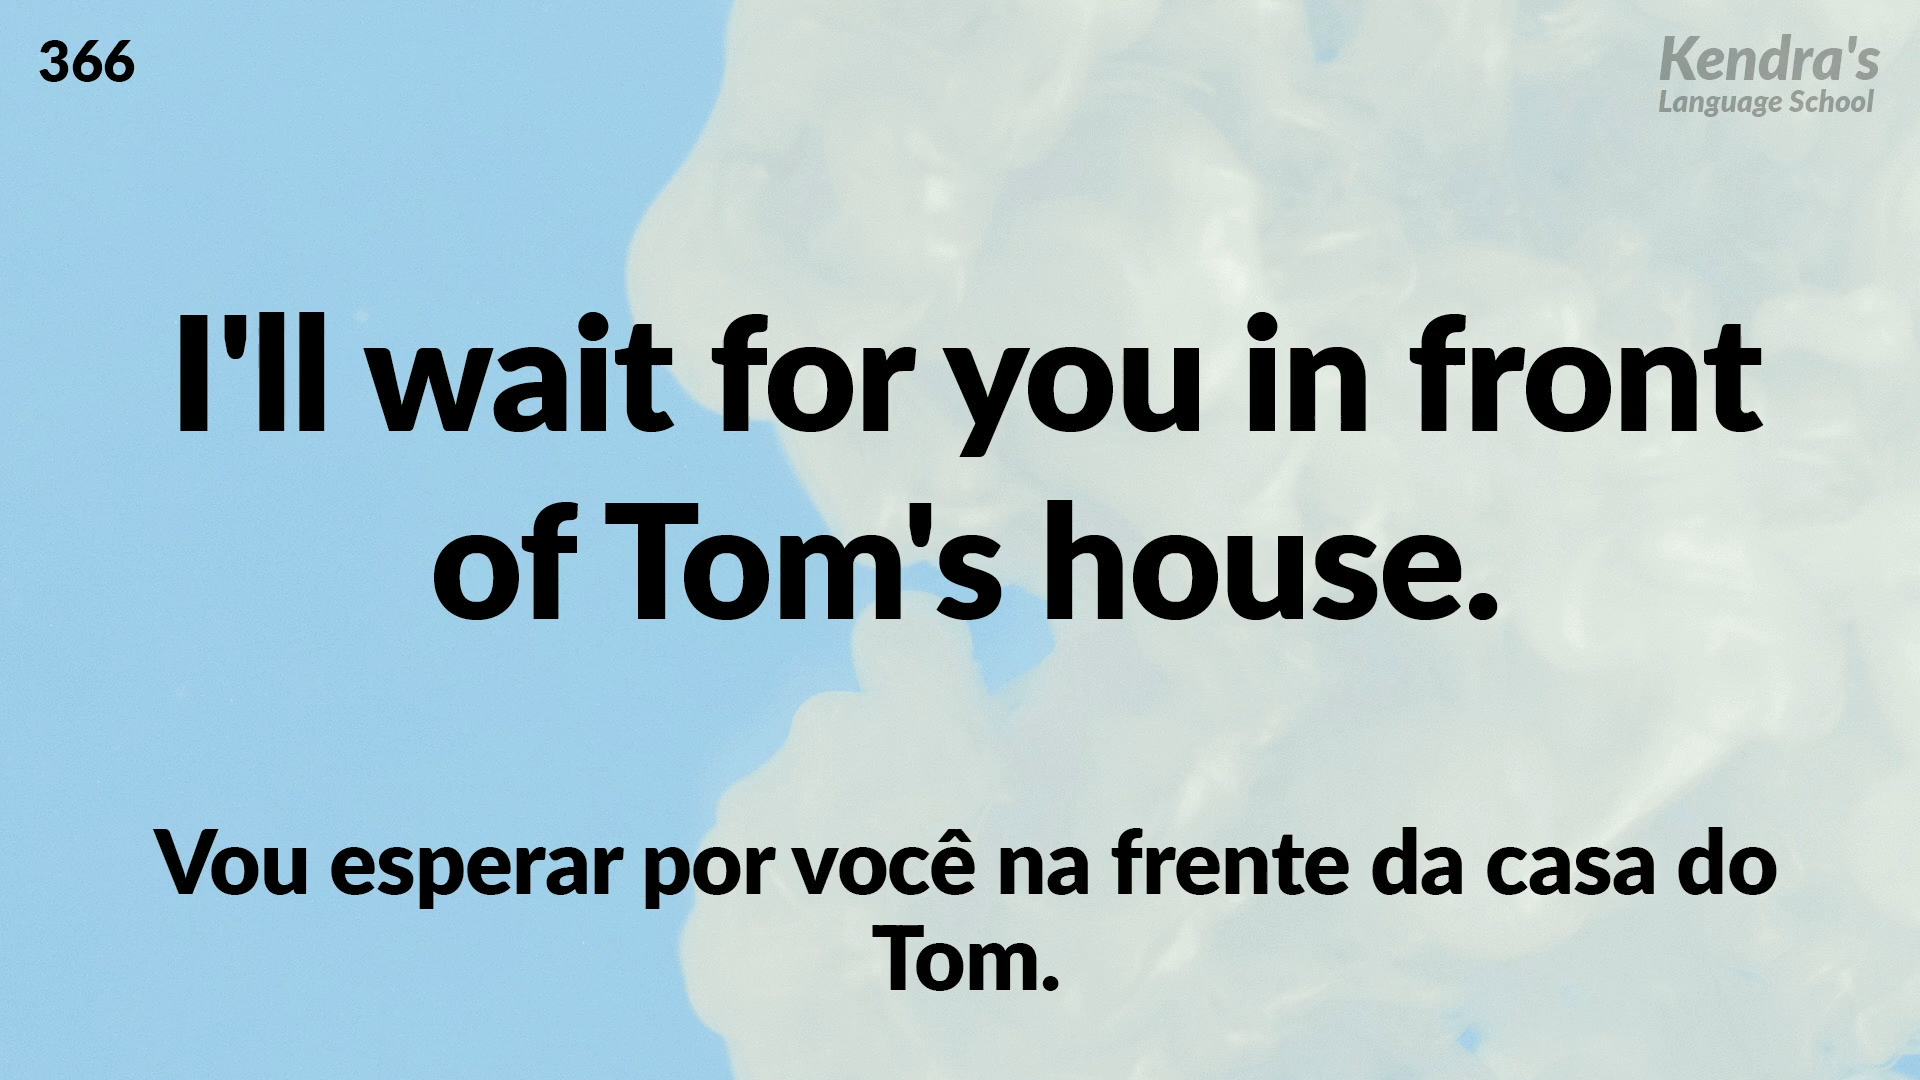 366
Kendra's
Language School
I'll wait for you in front
of Tom's house.
Vou esperar por você na frente da casa do
Tom.